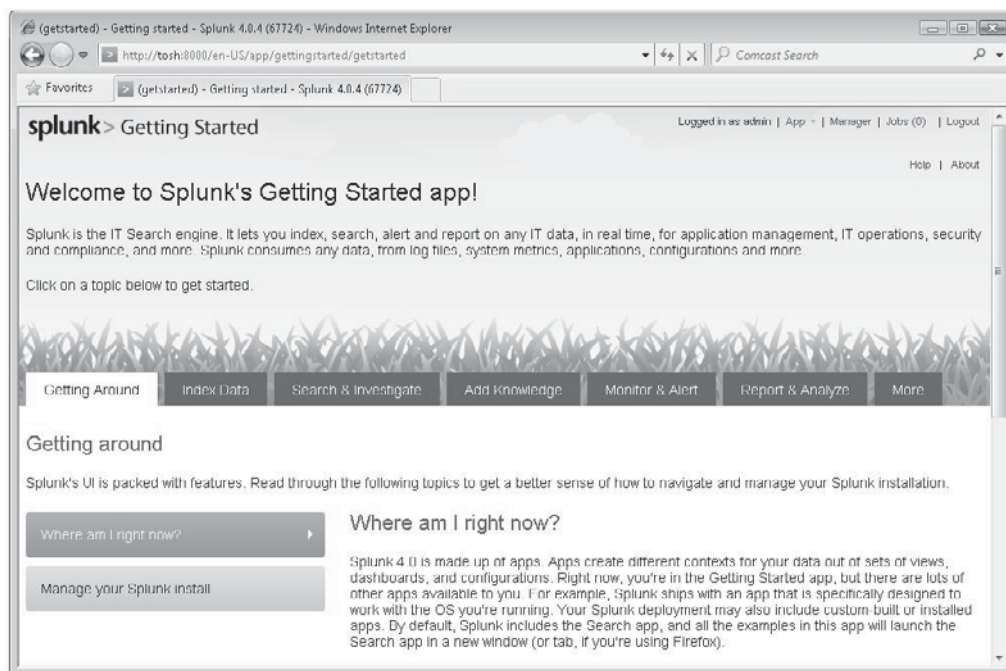 (getstarted) - Getting started - Splunk 4.0.4 (67724) - Windows Internet Explorer
http://tosh:8000/en-US/app/gettingstarted/getstarted
Comcast Search
Favorites
(getstarted) - Getting started - Splunk 4.0.4 (67724)
splunk> Getting Started
Logged in as admin | App | Manager | Jobs (0) | Logout
Help | About
Welcome to Splunk's Getting Started app!
Splunk is the IT Search engine. It lets you index, search, alert and report on any IT data, in real time, for application management, IT operations, security
and compliance, and more. Splunk consumes any data, from log files, system metrics, applications, configurations and more.
Click on a topic below to get started.
Getting Around
Index Data
Search & Investigate
Add Knowledge
Monitor & Alert
Report & Analyze
More
Getting around
Splunk's UI is packed with features. Read through the following topics to get a better sense of how to navigate and manage your Splunk installation.
Where am I right now?
Manage your Splunk install
Where am I right now?
Splunk 4.0 is made up of apps. Apps create different contexts for your data out of sets of views,
dashboards, and configurations. Right now, you're in the Getting Started app, but there are lots of
other apps available to you. For example, Splunk ships with an app that is specifically designed to
work with the OS you're running. Your Splunk deployment may also include custom-built or installed
apps. By default, Splunk includes the Search app, and all the examples in this app will launch the
Search app in a new window (or tab, if you're using Firefox).